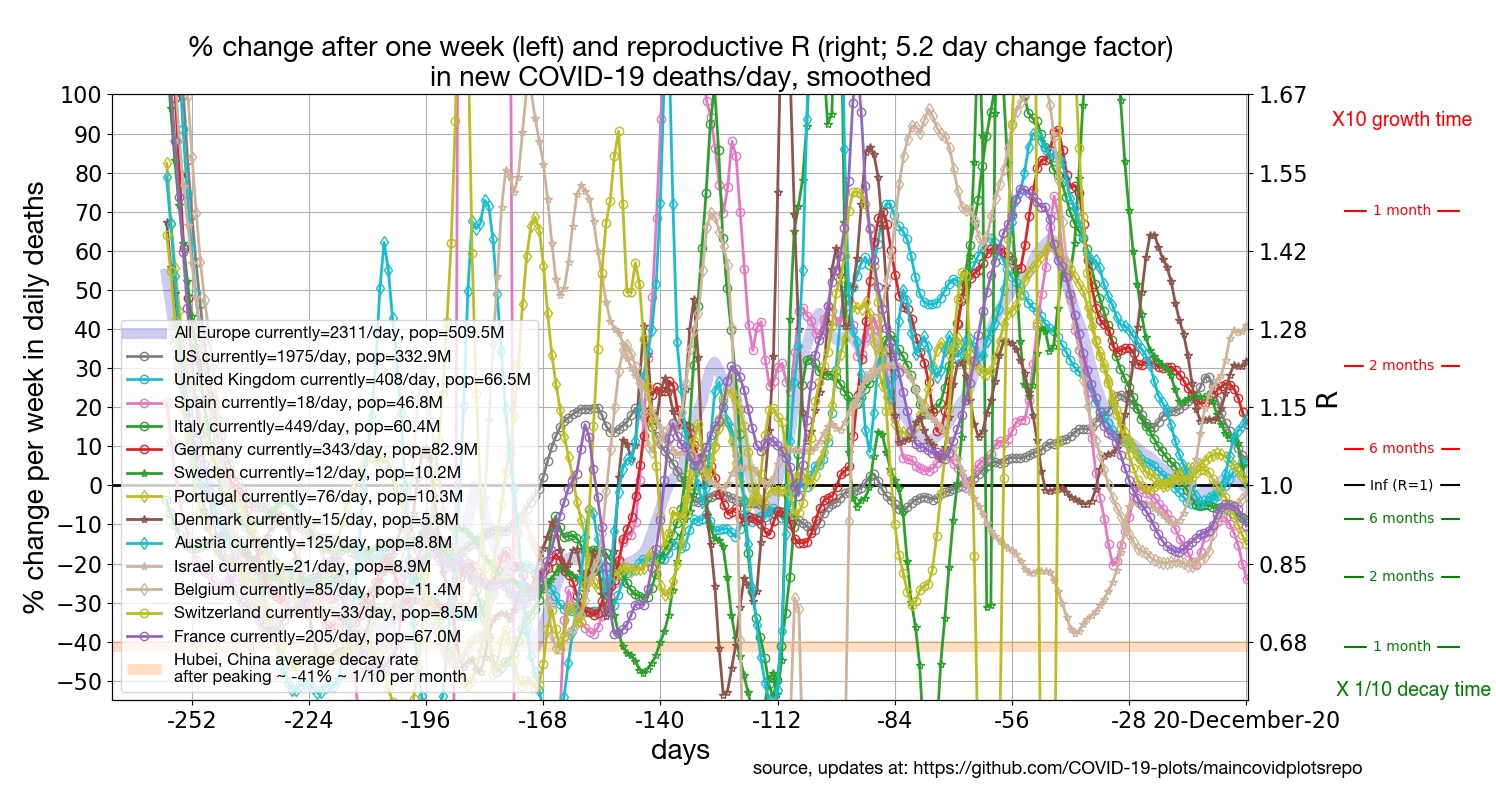 % change after one week (left) and reproductive R (right; 5.2 day change factor)
in new COVID-19 deaths/day, smoothed
100
90
80
70
60
50
40
30
20
10
0
−10
−20
−30
−40
−50
% change per week in daily deaths
All Europe currently=2311/day, pop=509.5M
US currently=1975/day, pop=332.9M
United Kingdom currently=408/day, pop=66.5M
Spain currently=18/day, pop=46.8M
Italy currently=449/day, pop=60.4M
Germany currently=343/day, pop=82.9M
Sweden currently=12/day, pop=10.2M
Portugal currently=76/day, pop=10.3M
Denmark currently=15/day, pop=5.8M
Austria currently=125/day, pop=8.8M
Israel currently=21/day, pop=8.9M
Belgium currently=85/day, pop=11.4M
Switzerland currently=33/day, pop=8.5M
France currently=205/day, pop=67.0M
Hubei, China average decay rate
after peaking ~ -41% ~ 1/10 per month
1.67
1.55
1.42
1.28
1.15
1.0
0.85
0.68
R
X10 growth time
1 month
2 months
6 months
Inf (R=1)
6 months
2 months
1 month
X 1/10 decay time
-252 -224 -196 -168 -140 -112 -84 -56 -28 20-December-20
days
source, updates at: https://github.com/COVID-19-plots/maincovidplotsrepo